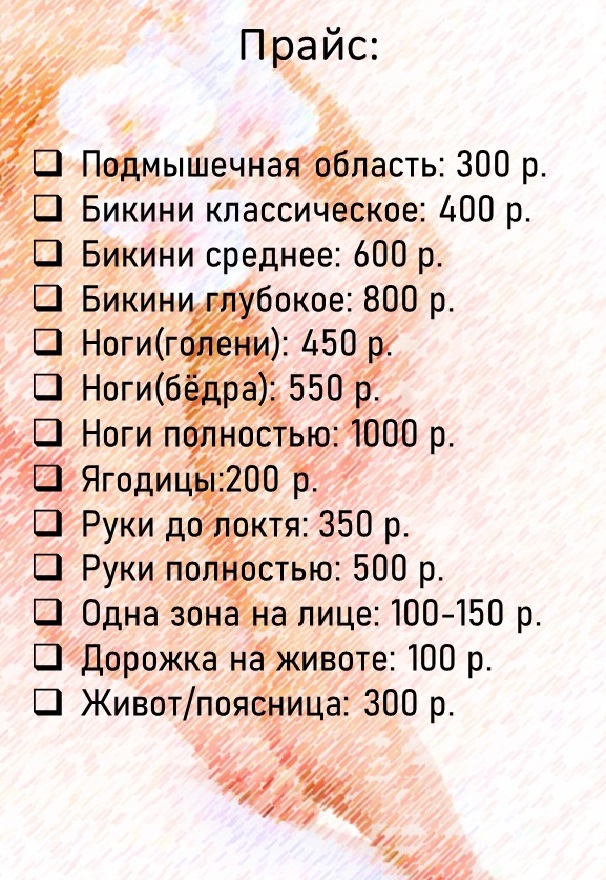 Прайс:
❑ Подмышечная область: 300 р.
❑ Бикини классическое: 400 р.
❑ Бикини среднее: 600 р.
❑ Бикини глубокое: 800 р.
❑ Ноги(голени): 450 р.
❑ Ноги(бёдра): 550 р.
❑ Ноги полностью: 1000 р.
❑ Ягодицы:200 р.
❑ Руки до локтя: 350 р.
❑ Руки полностью: 500 р.
❑ Одна зона на лице: 100-150 р.
❑ Дорожка на животе: 100 р.
❑ Живот/поясница: 300 р.